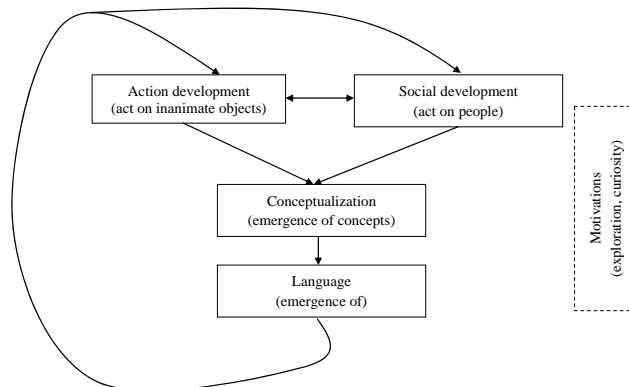 Action development
(act on inanimate objects)
Social development
(act on people)
Conceptualization
(emergence of concepts)
Language
(emergence of)
Motivations
(exploration, curiosity)